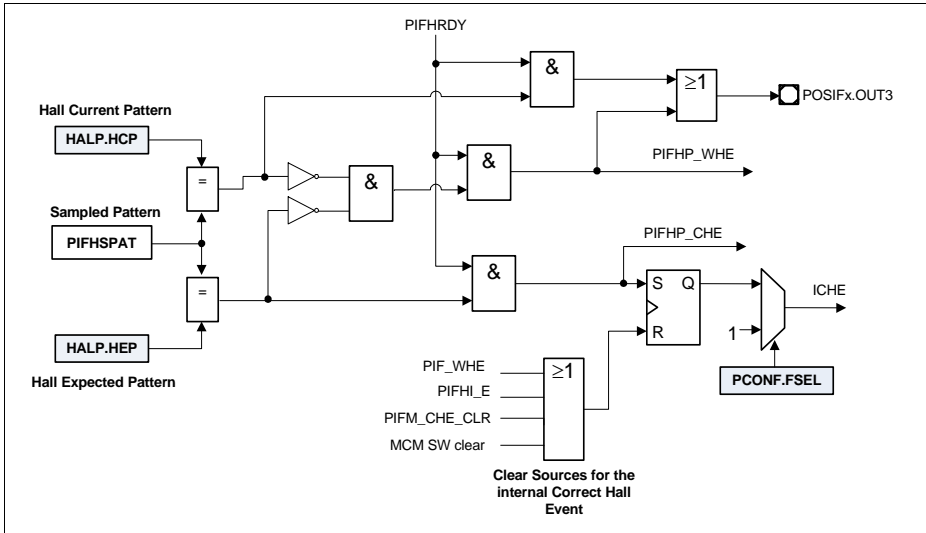 PIFHRDY
&
≥1
POSIFx.OUT3
Hall Current Pattern
HALP.HCP
=
&
&
PIFHP_WHE
Sampled Pattern
PIFHSPAT
PIFHP_CHE
=
&
S Q
R
1
ICHE
HALP.HEP
Hall Expected Pattern
PCONF.FSEL
PIF_WHE
≥1
PIFHI_E
PIFM_CHE_CLR
MCM SW clear
Clear Sources for the
internal Correct Hall
Event